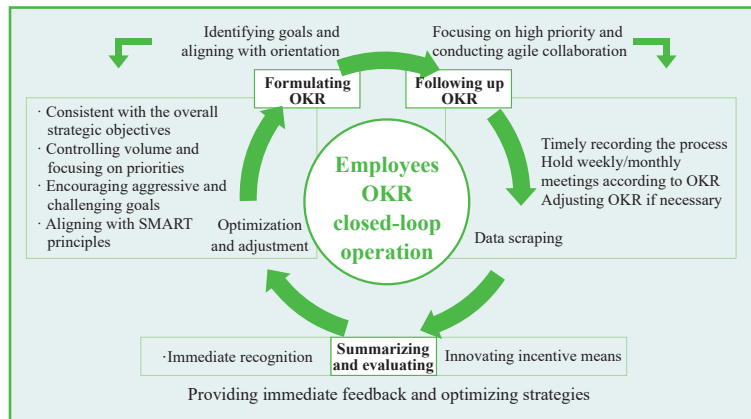 Identifying goals and
aligning with orientation
Focusing on high priority and
conducting agile collaboration
Formulating
OKR
Following up
OKR
· Consistent with the overall
strategic objectives
· Controlling volume and
focusing on priorities
· Encouraging aggressive and
challenging goals
· Aligning with SMART
principles
Optimization
and adjustment
Employees
OKR
closed-loop
operation
Timely recording the process
Hold weekly/monthly
meetings according to OKR
Adjusting OKR if necessary
Data scraping
·Immediate recognition
Summarizing
and evaluating
Innovating incentive means
Providing immediate feedback and optimizing strategies